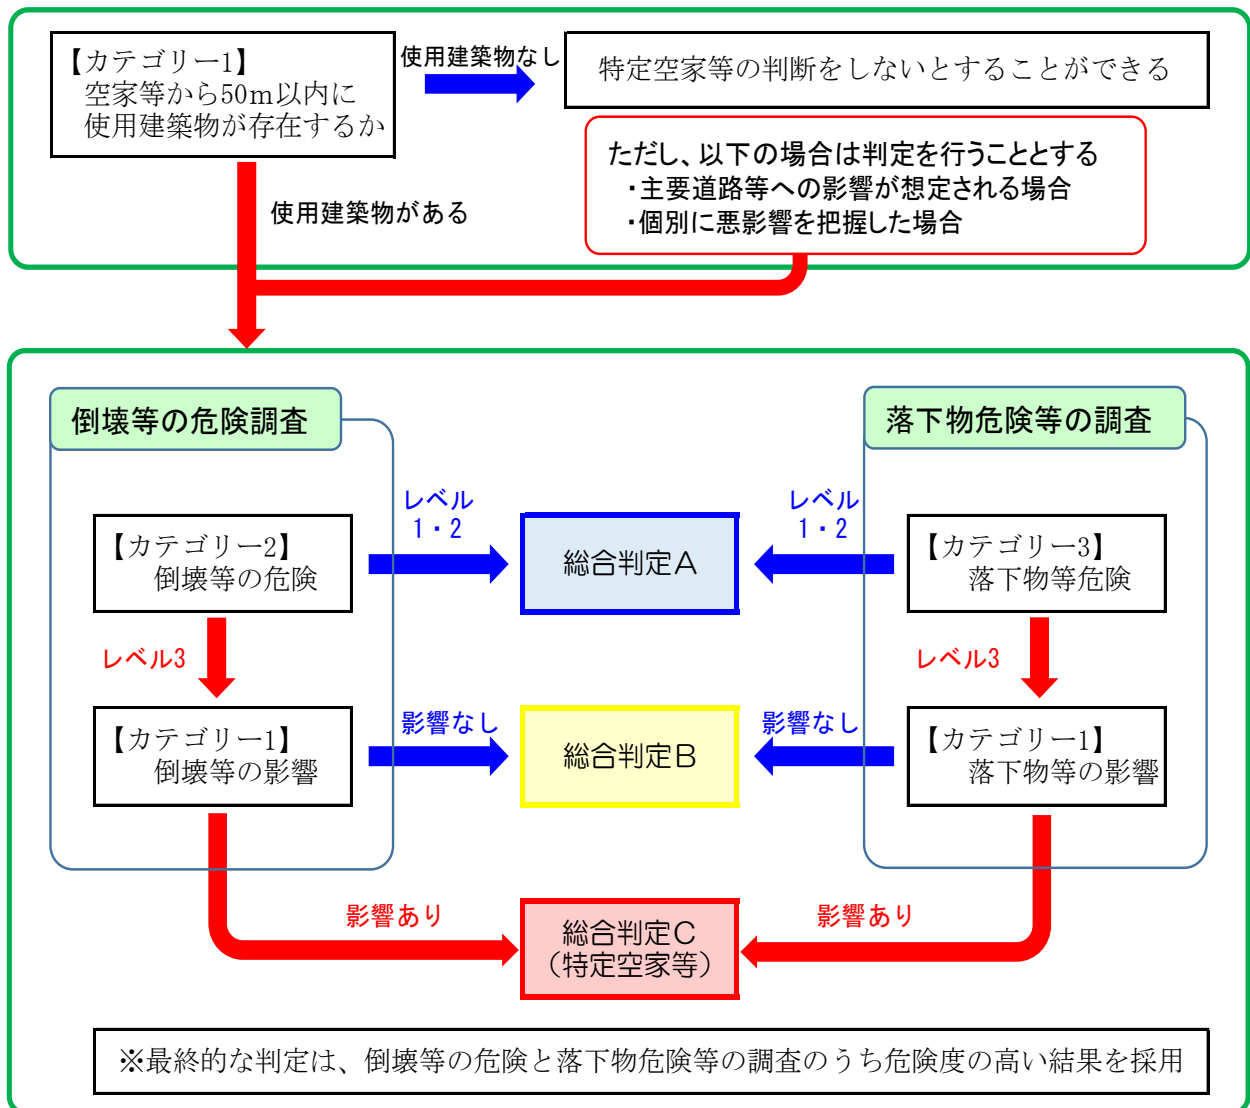 【カテゴリー1】
空家等から50m以内に
使用建築物が存在するか
使用建築物なし
特定空家等の判断をしないとすることができる
ただし、以下の場合は判定を行うこととする
・主要道路等への影響が想定される場合
・個別に悪影響を把握した場合
使用建築物がある
倒壊等の危険調査
落下物危険等の調査
【カテゴリー2】
倒壊等の危険
レベル
1・2
総合判定A
レベル
1・2
【カテゴリー3】
落下物等危険
レベル3
レベル3
【カテゴリー1】
倒壊等の影響
影響なし
総合判定B
影響なし
【カテゴリー1】
落下物等の影響
影響あり
総合判定C
（特定空家等）
影響あり
※最終的な判定は、倒壊等の危険と落下物危険等の調査のうち危険度の高い結果を採用